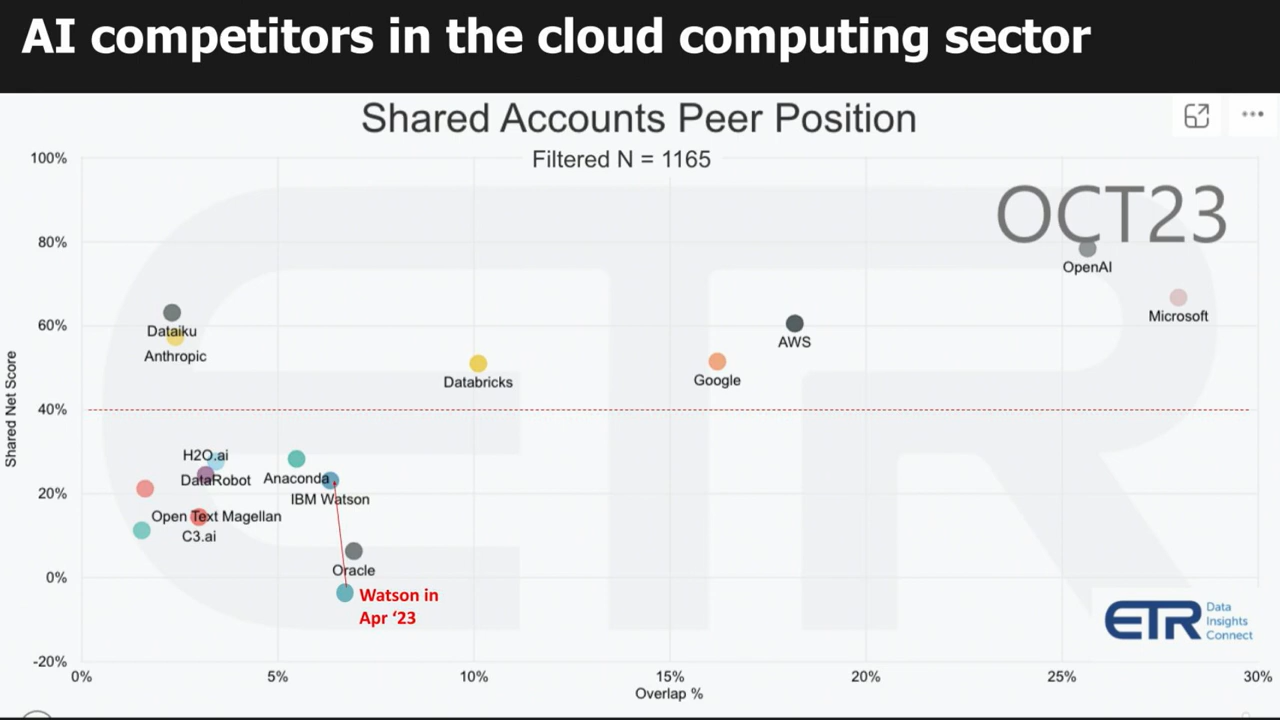 AI competitors in the cloud computing sector
Shared Accounts Peer Position
Filtered N = 1165
OCT23
100%
80%
60%
40%
20%
0%
-20%
Shared Net Score
OpenAI
Microsoft
Dataiku
Anthropic
AWS
Databricks
Google
H2O.ai
DataRobot
Anaconda
IBM Watson
Open Text Magellan
C3.ai
Oracle
Watson in
Apr ‘23
ETR
Data
Insights
Connect
0%
5%
10%
15%
20%
25%
30%
Overlap %